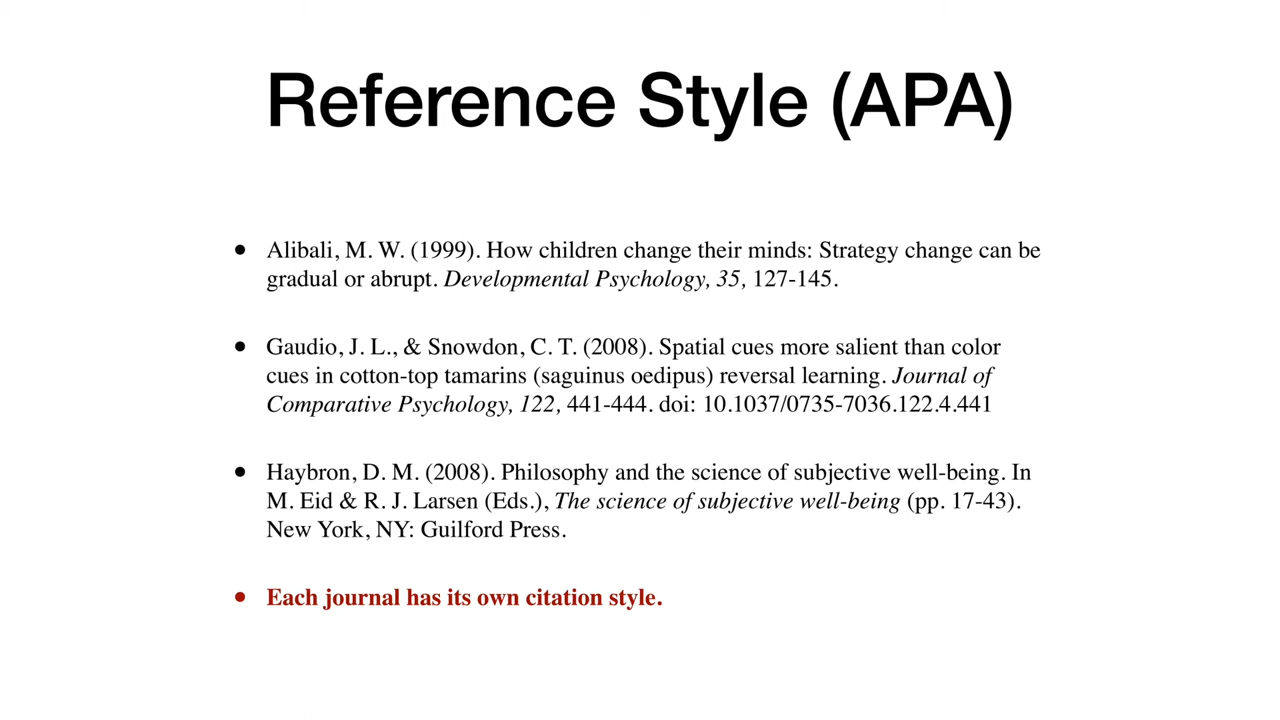 Reference Style (APA)
• Alibali, M. W. (1999). How children change their minds: Strategy change can be
gradual or abrupt. Developmental Psychology, 35, 127-145.
• Gaudio, J. L., & Snowdon, C. T. (2008). Spatial cues more salient than color
cues in cotton-top tamarins (saguinus oedipus) reversal learning. Journal of
Comparative Psychology, 122, 441-444. doi: 10.1037/0735-7036.122.4.441
• Haybron, D. M. (2008). Philosophy and the science of subjective well-being. In
M. Eid & R. J. Larsen (Eds.), The science of subjective well-being (pp. 17-43).
New York, NY: Guilford Press.
• Each journal has its own citation style.